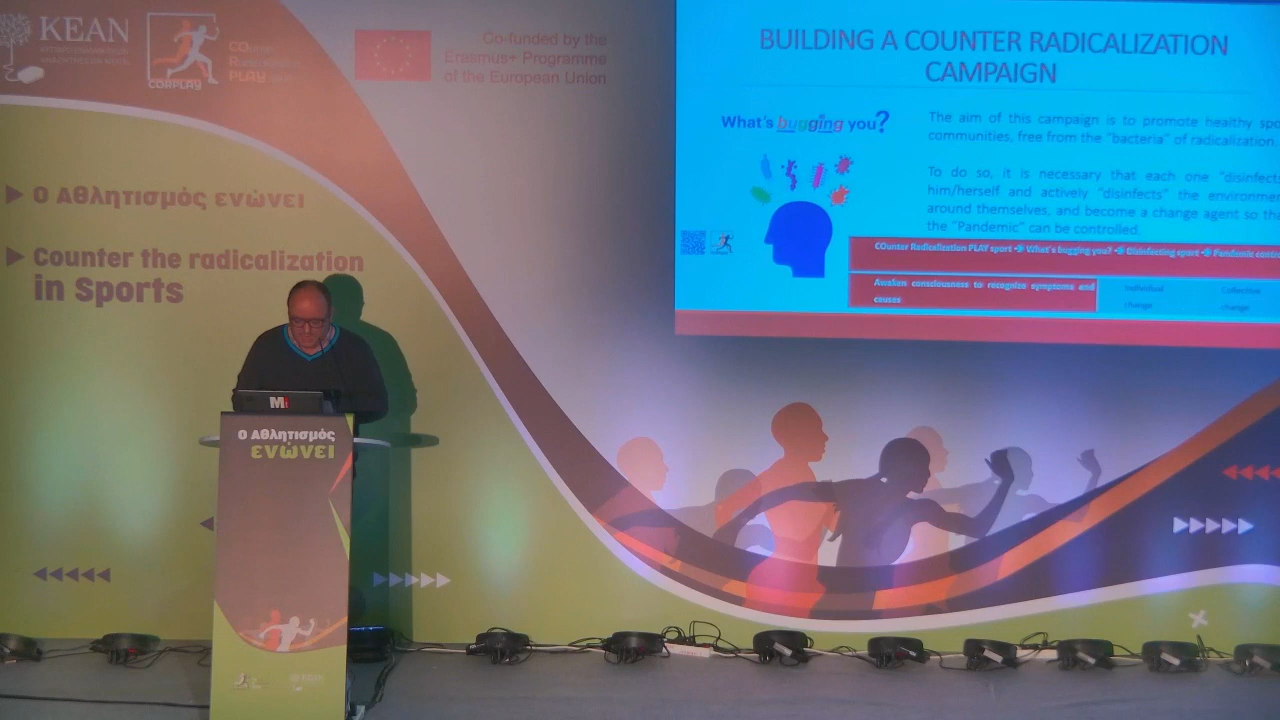 KEAN
CORPLAY
COunter
Radicalization
PLAY
Co-funded by the
Erasmus+ Programme
of the European Union
Ο Αθλητισμός ενώνει
Counter the radicalization
in Sports
M
Ο Αθλητισμός
ενώνει
BUILDING A COUNTER RADICALIZATION
CAMPAIGN
What's bugging you?
The aim of this campaign is to promote healthy spo
communities, free from the "bacteria" of radicalization
To do so, it is necessary that each one "disinfects
him/herself and actively "disinfects" the environmen
around themselves, and become a change agent so tha
the "Pandemic" can be controlled.
COunter Radicalization PLAY sport → What's bugging you? → Disinfecting sport → Pandemic contro
Awaken consciousness to recognize symptoms and
causes
Individual
change
Collective
change